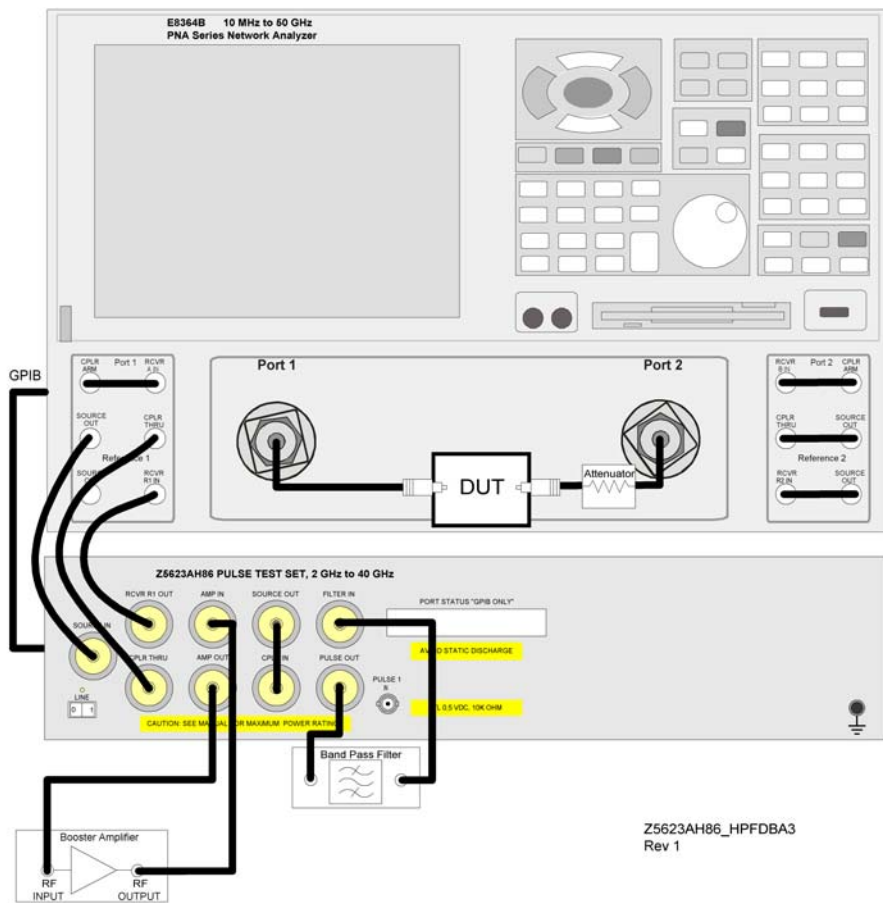 E8364B 10 MHz to 50 GHz
PNA Series Network Analyzer
GPIB
CPLR ARM
Port 1
RCVR A IN
SOURCE OUT
CPLR THRU
Reference 1
SOURCE
RCVR R1 IN
Port 1
Port 2
DUT
Attenuator
RCVR B IN
Port 2
CPLR ARM
CPLR THRU
SOURCE OUT
Reference 2
RCVR R2 IN
SOURCE OUT
Z5623AH86 PULSE TEST SET, 2 GHz to 40 GHz
RCVR R1 OUT
AMP IN
SOURCE OUT
FILTER IN
PORT STATUS "GPIB ONLY"
SOURCE IN
CPLR THRU
AMP OUT
CPLR IN
PULSE OUT
PULSE 1
AVOID STATIC DISCHARGE
0.5 VDC, 10K OHM
LINE
0 1
CAUTION: SEE MANUAL FOR MAXIMUM POWER RATING
Band Pass Filter
Booster Amplifier
RF INPUT
RF OUTPUT
Z5623AH86_HPFDBA3
Rev 1